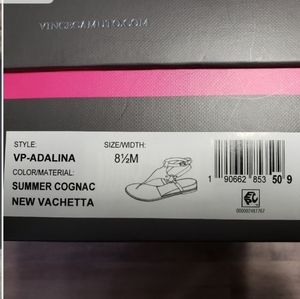 VINCECAMUTO.COM
STYLE:
SIZE/WIDTH:
VP-ADALINA
8½M
COLOR/MATERIAL:
SUMMER COGNAC
NEW VACHETTA
1 90662 853 50 9